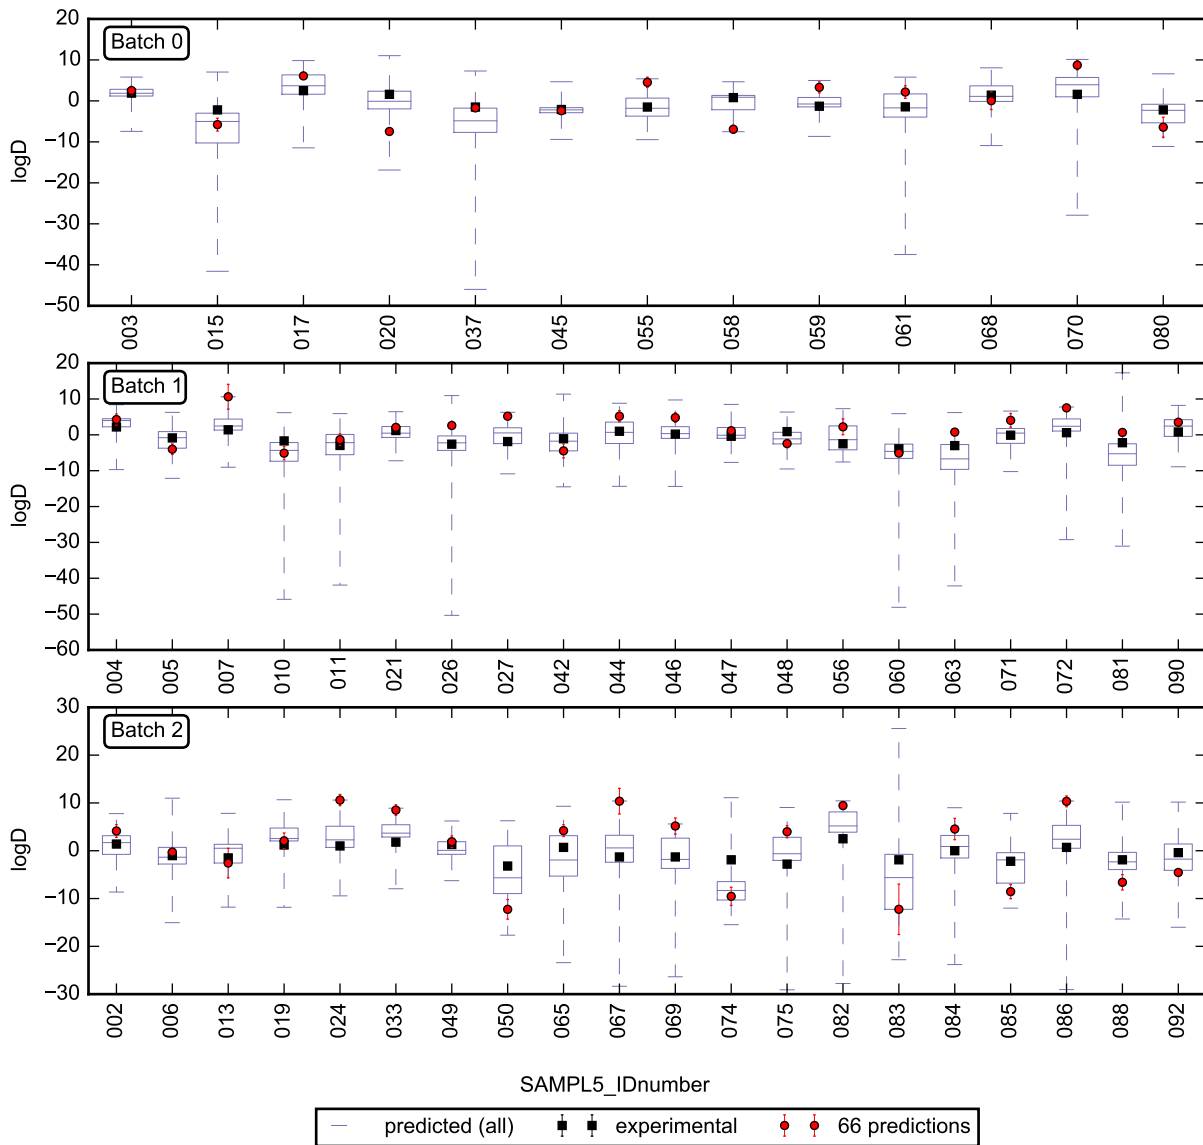 20
Batch 0
10
0
−10
−20
−30
−40
−50
logD
003 015 017 020 037 045 055 058 059 061 068 070 080
20
Batch 1
10
0
−10
−20
−30
−40
−50
−60
logD
004 005 007 010 011 021 026 027 042 044 046 047 048 056 060 063 071 072 081 090
30
Batch 2
20
10
0
−10
−20
−30
logD
002 006 013 019 024 033 049 050 065 067 069 074 075 082 083 084 085 086 088 092
SAMPL5_IDnumber
predicted (all) experimental 66 predictions